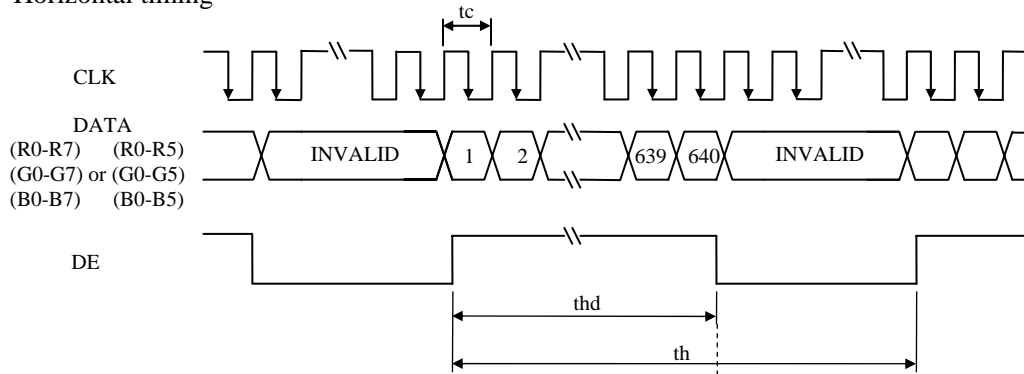 Horizontal timing
tc
CLK
DATA
(R0-R7) (R0-R5)
(G0-G7) or (G0-G5)
(B0-B7) (B0-B5)
INVALID 1 2 639 640 INVALID
DE
thd
th